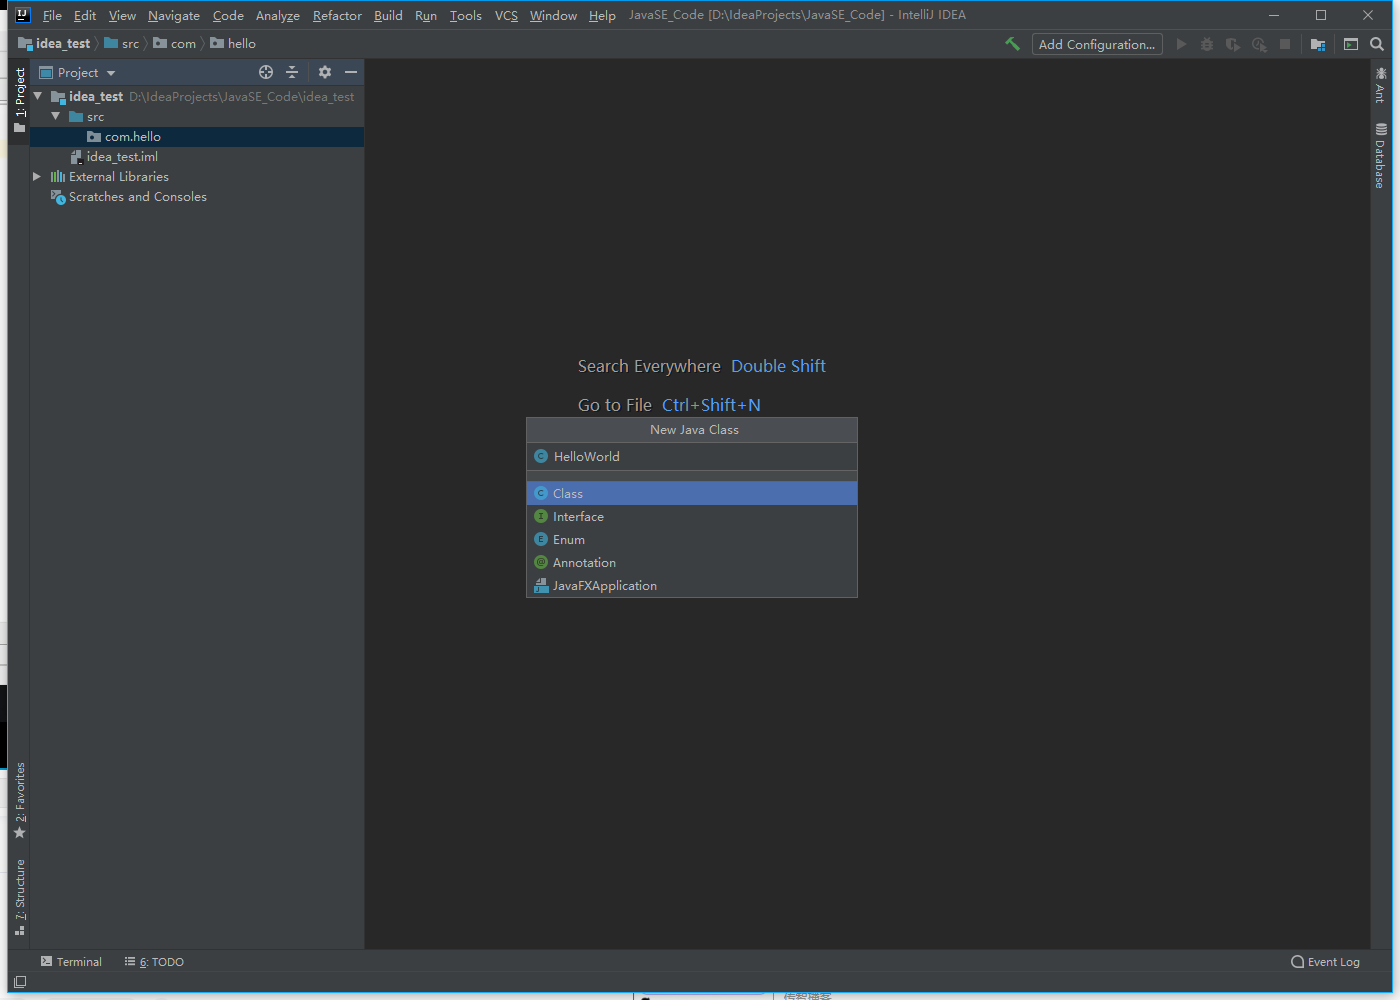 File Edit View Navigate Code Analyze Refactor Build Run Tools VCS Window Help JavaSE_Code [D:\IdeaProjects\JavaSE_Code] - IntelliJ IDEA
idea_test src com hello Add Configuration...
1: Project
Project
idea_test D:\IdeaProjects\JavaSE_Code\idea_test
src
com.hello
idea_test.iml
External Libraries
Scratches and Consoles
Ant
Database
Search Everywhere Double Shift
Go to File Ctrl+Shift+N
New Java Class
HelloWorld
Class
Interface
Enum
Annotation
JavaFXApplication
2: Favorites
7: Structure
Terminal 6: TODO Event Log